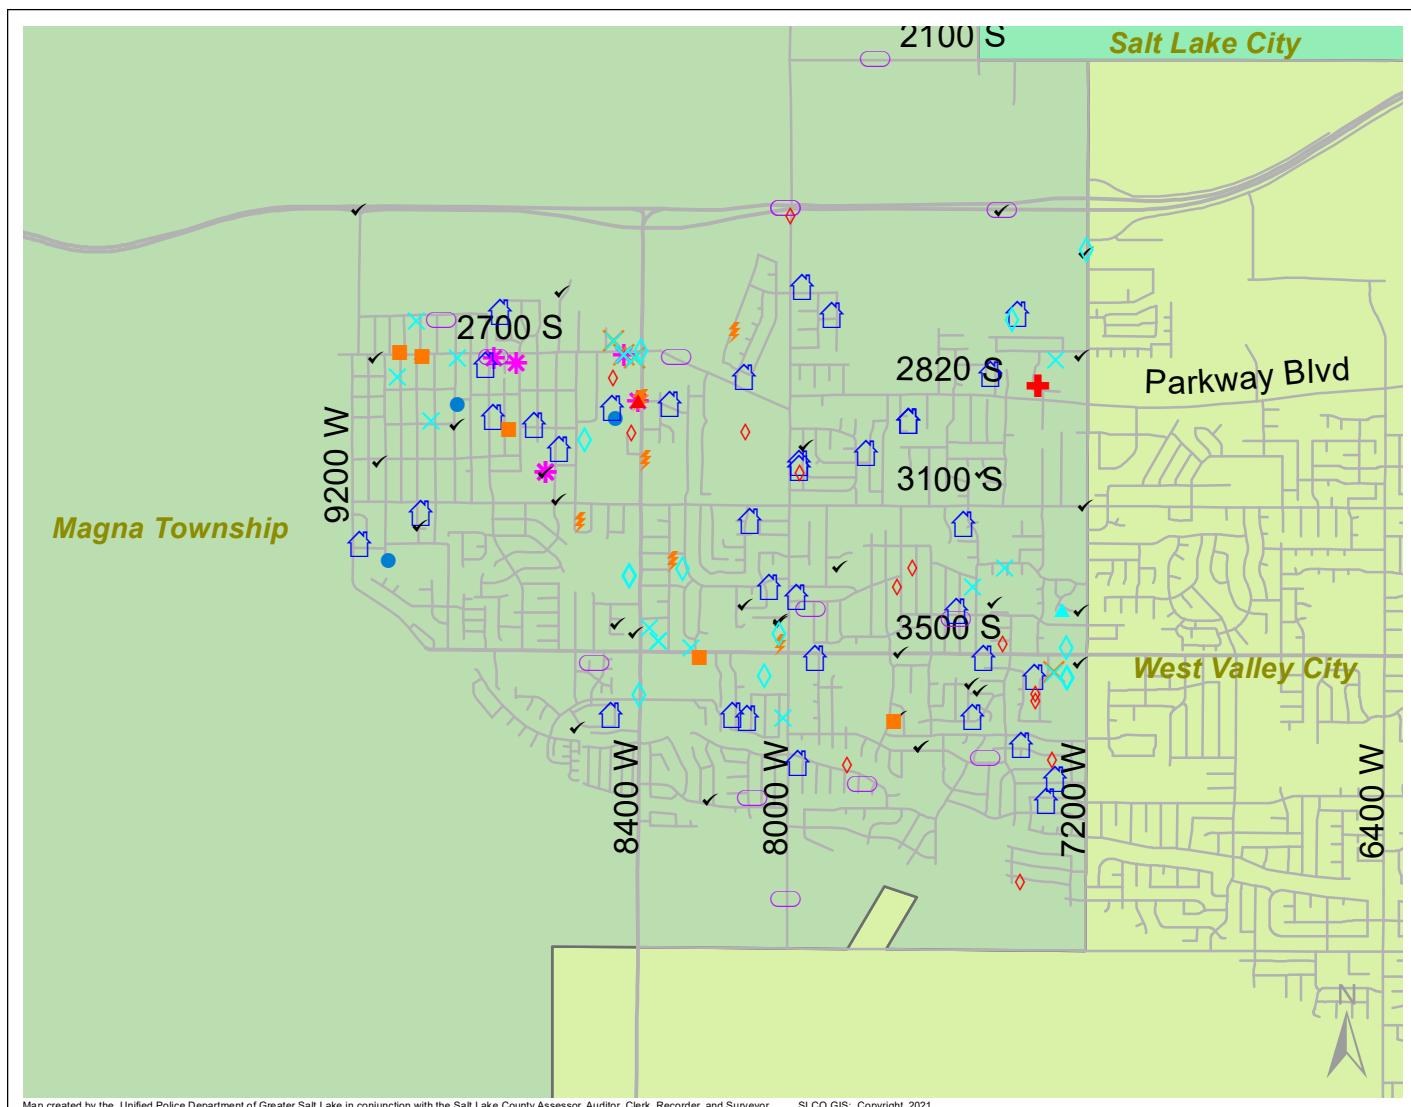 2100 S
Salt Lake City
2700 S
2820 S
Parkway Blvd
9200 W
3100 S
Magna Township
3500 S
West Valley City
8400 W
8000 W
7200 W
6400 W
N
Map created by the Unified Police Department of Greater Salt Lake in conjunction with the Salt Lake County Assessor, Auditor, Clerk, Recorder, and Surveyor. SLCO GIS: Copyright, 2021